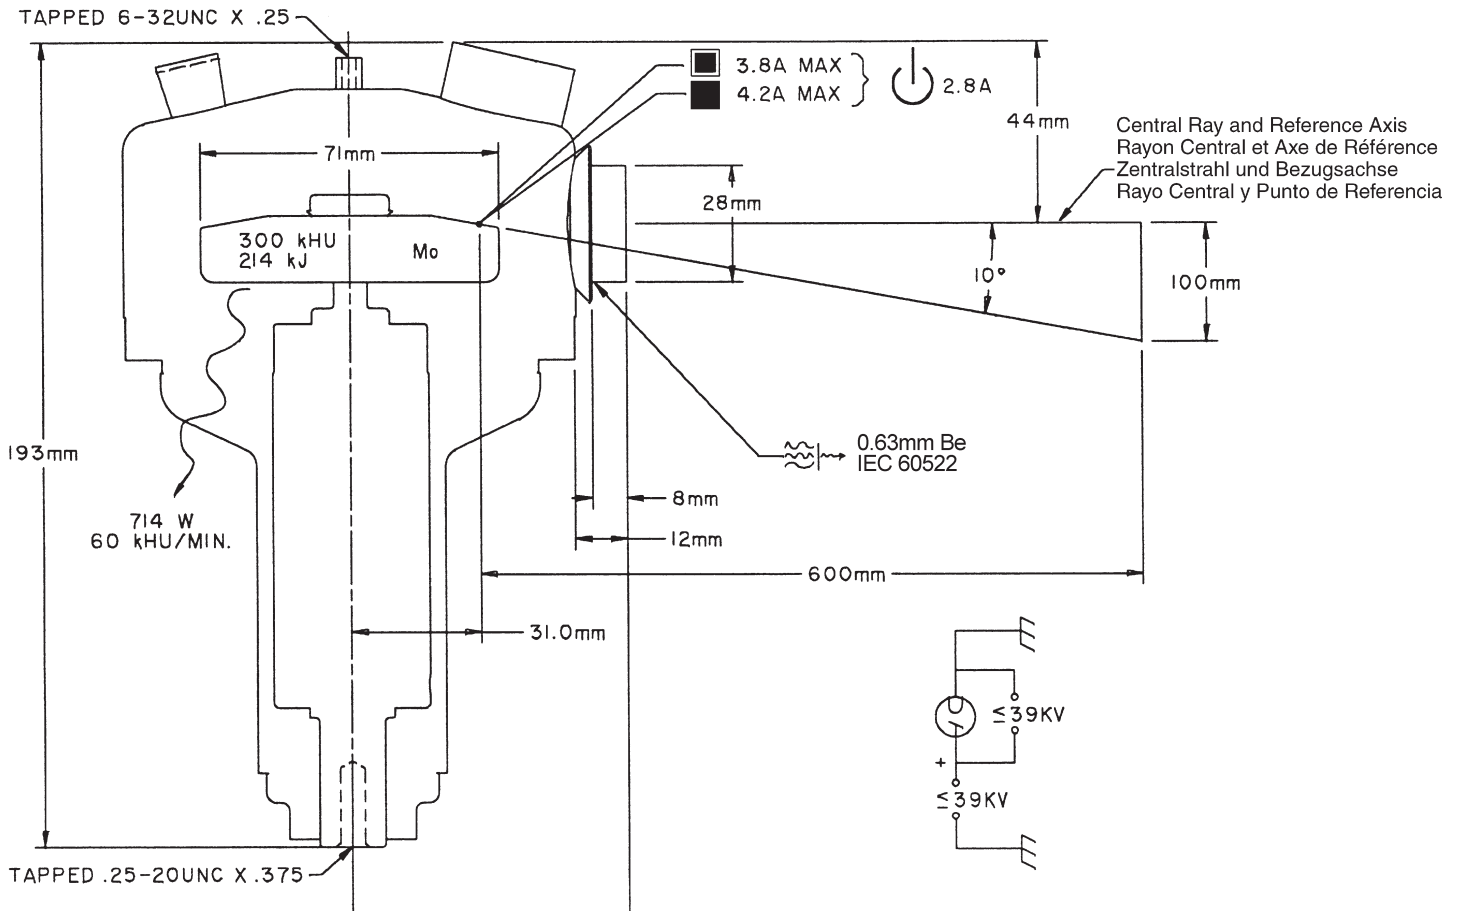 TAPPED 6-32UNC X .25
3.8A MAX
4.2A MAX
2.8A
44mm
Central Ray and Reference Axis
Rayon Central et Axe de Référence
Zentralstrahl und Bezugsachse
Rayo Central y Punto de Referencia
71mm
28mm
300 kHU
214 kJ
Mo
10°
100mm
193mm
0.63mm Be
IEC 60522
8mm
714 W
60 kHU/MIN.
12mm
600mm
31.0mm
≤39KV
+
≤39KV
TAPPED .25-20UNC X .375